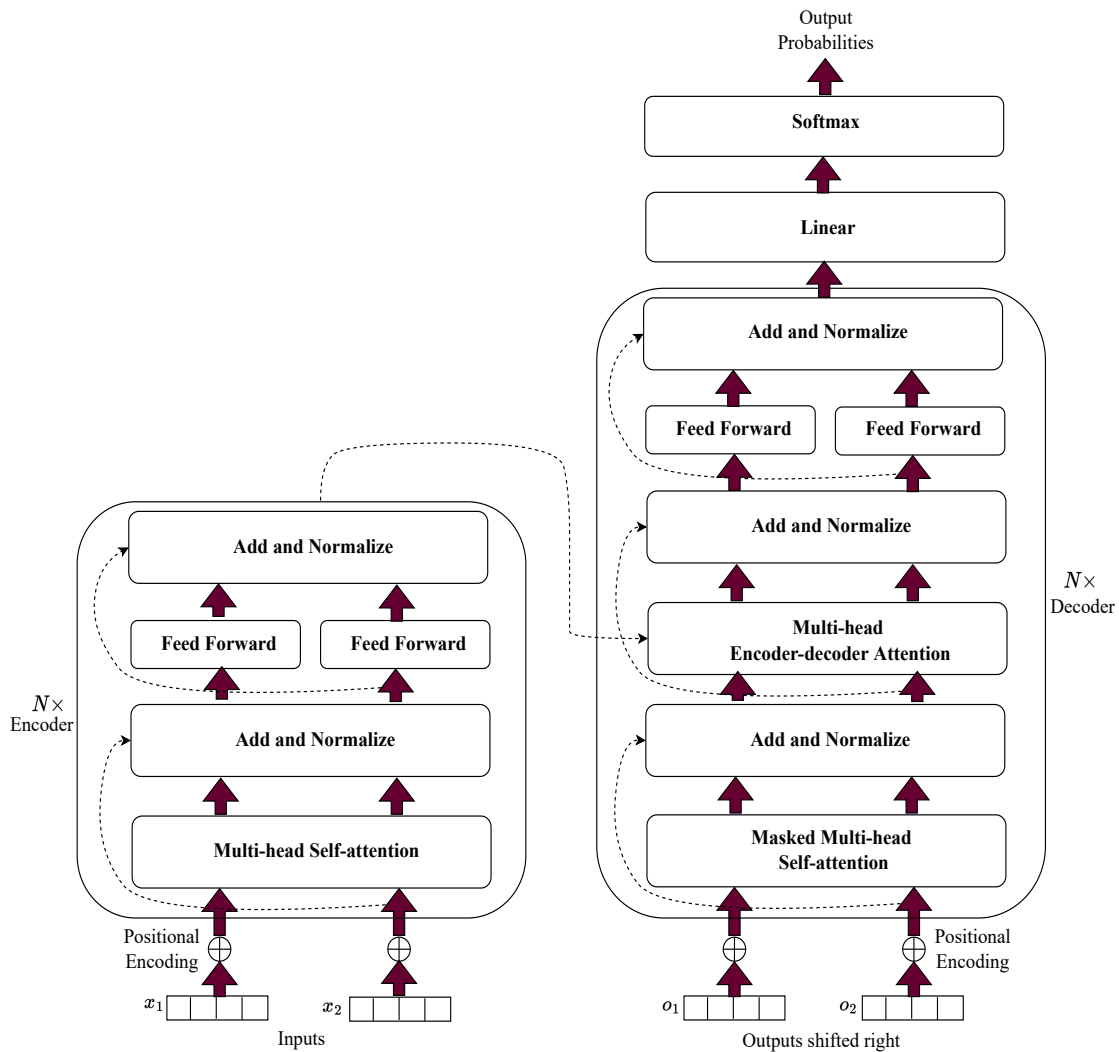 Output
Probabilities
Softmax
Linear
Add and Normalize
Feed Forward
Feed Forward
Add and Normalize
Multi-head
Encoder-decoder Attention
Add and Normalize
Masked Multi-head
Self-attention
N×
Decoder
Add and Normalize
Feed Forward
Feed Forward
Add and Normalize
Multi-head Self-attention
N×
Encoder
Positional
Encoding
x₁
x₂
Inputs
Positional
Encoding
o₁
o₂
Outputs shifted right